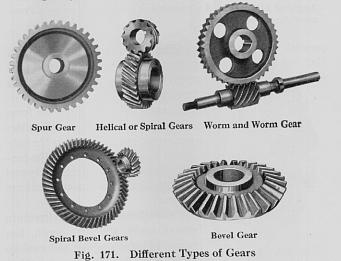 Spur Gear
Helical or Spiral Gears
Worm and Worm Gear
Spiral Bevel Gears
Bevel Gear
Fig. 171. Different Types of Gears